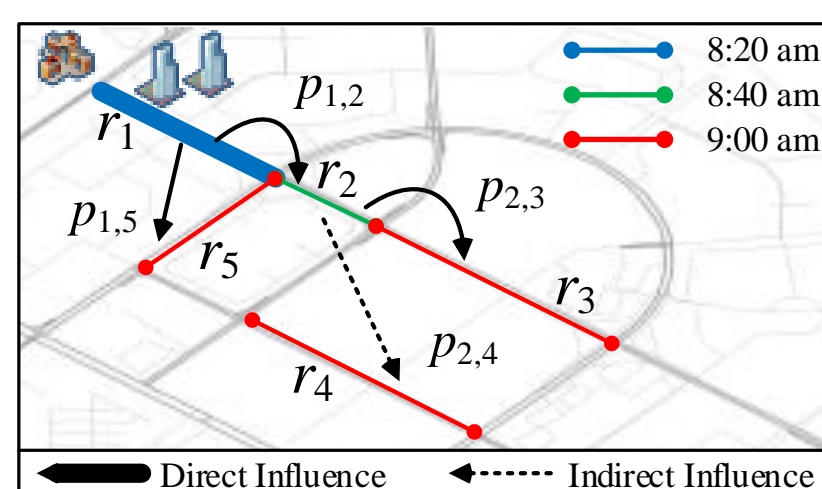 8:20 am
8:40 am
9:00 am
p1,2
r1
r2
p2,3
p1,5
r5
r3
p2,4
r4
Direct Influence
Indirect Influence